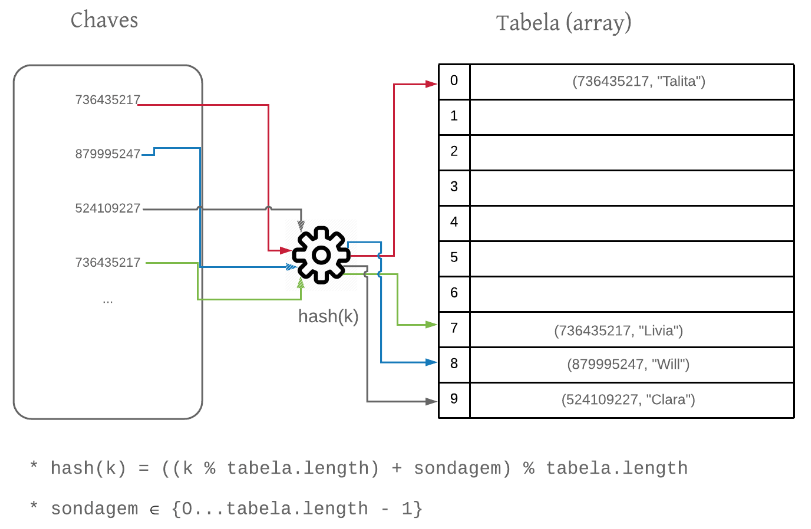 Chaves
Tabela (array)
736435217
879995247
524109227
736435217
...
hash(k)
0 (736435217, "Talita")
1
2
3
4
5
6
7 (736435217, "Livia")
8 (879995247, "Will")
9 (524109227, "Clara")
* hash(k) = ((k % tabela.length) + sondagem) % tabela.length
* sondagem ∈ {0...tabela.length - 1}